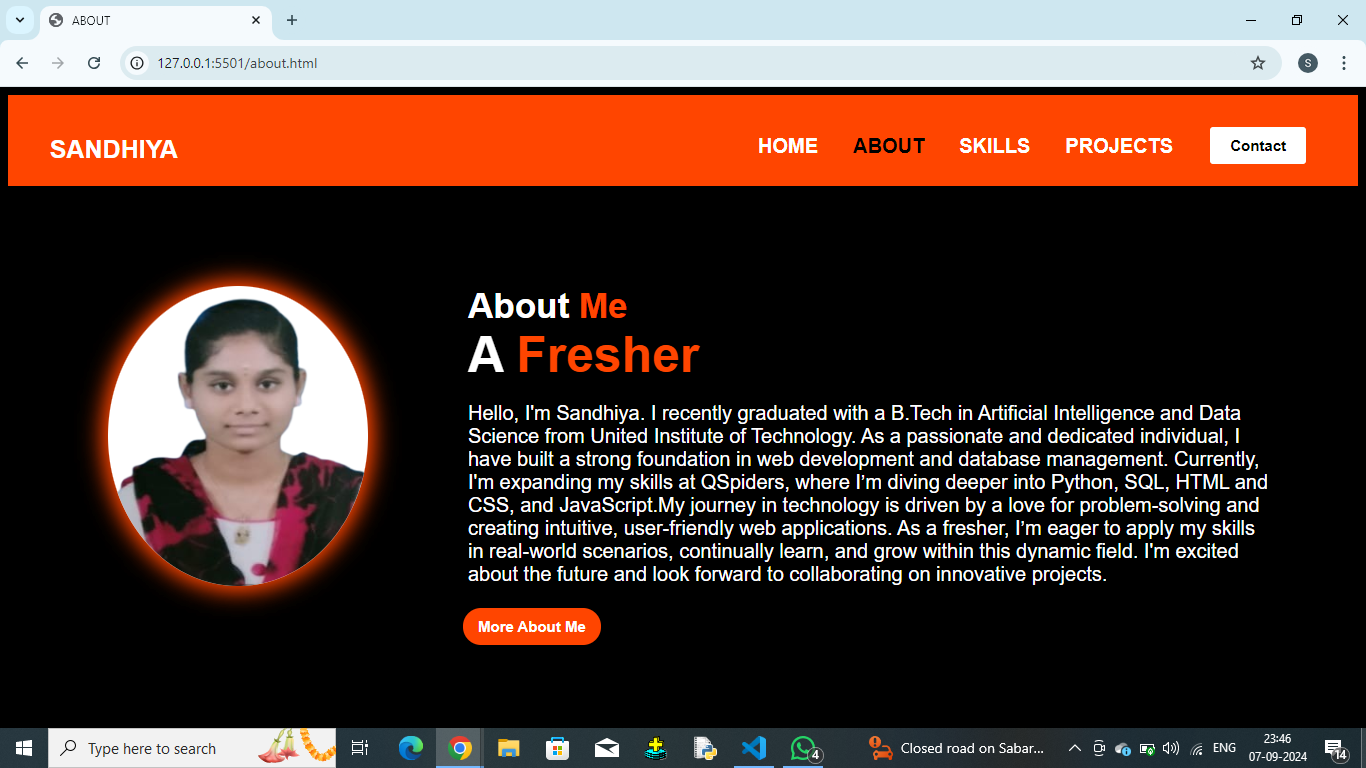 ABOUT
127.0.0.1:5501/about.html
S
SANDHIYA
HOME ABOUT SKILLS PROJECTS Contact
About Me
A Fresher
Hello, I'm Sandhiya. I recently graduated with a B.Tech in Artificial Intelligence and Data
Science from United Institute of Technology. As a passionate and dedicated individual, I
have built a strong foundation in web development and database management. Currently,
I'm expanding my skills at QSpiders, where I’m diving deeper into Python, SQL, HTML and
CSS, and JavaScript.My journey in technology is driven by a love for problem-solving and
creating intuitive, user-friendly web applications. As a fresher, I’m eager to apply my skills
in real-world scenarios, continually learn, and grow within this dynamic field. I'm excited
about the future and look forward to collaborating on innovative projects.
More About Me
Type here to search
4
Closed road on Sabar...
ENG
23:46
07-09-2024
14